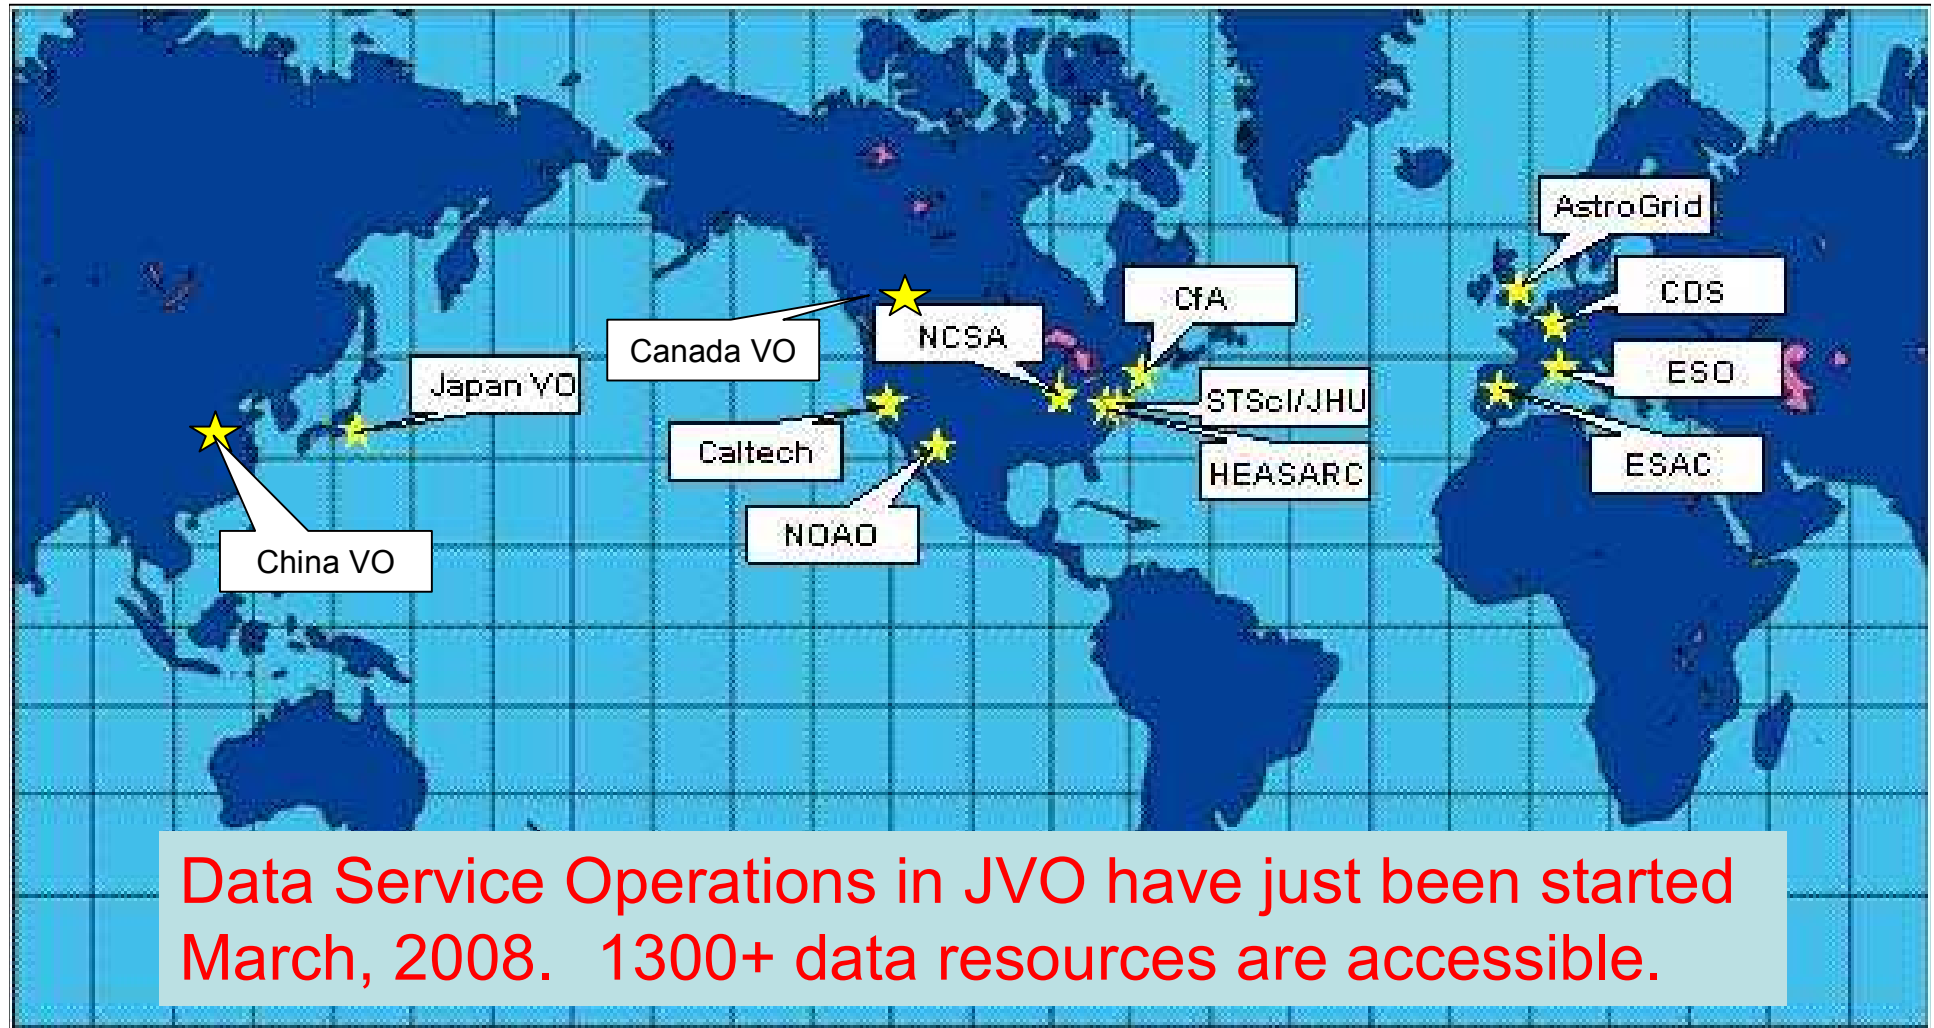 AstroGrid
CDS
CfA
NCSA
Canada VO
Japan VO
ESO
STScI/JHU
Caltech
ESAC
HEASARC
NOAO
China VO
Data Service Operations in JVO have just been started
March, 2008. 1300+ data resources are accessible.